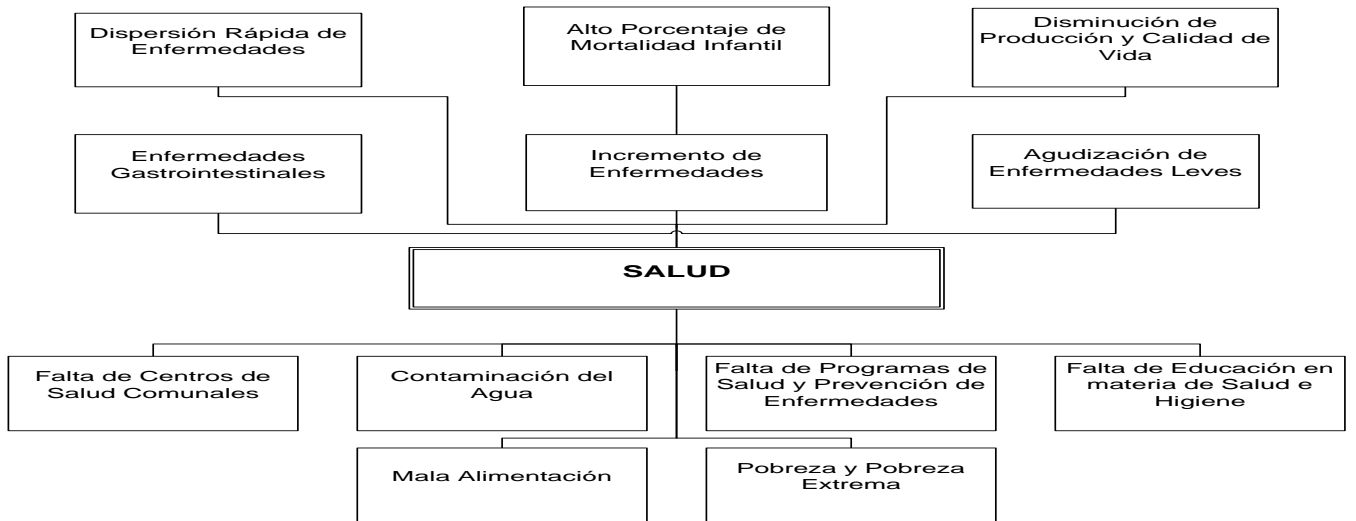 Dispersión Rápida de
Enfermedades
Alto Porcentaje de
Mortalidad Infantil
Disminución de
Producción y Calidad de
Vida
Enfermedades
Gastrointestinales
Incremento de
Enfermedades
Agudización de
Enfermedades Leves
SALUD
Falta de Centros de
Salud Comunales
Contaminación del
Agua
Falta de Programas de
Salud y Prevención de
Enfermedades
Falta de Educación en
materia de Salud e
Higiene
Mala Alimentación
Pobreza y Pobreza
Extrema